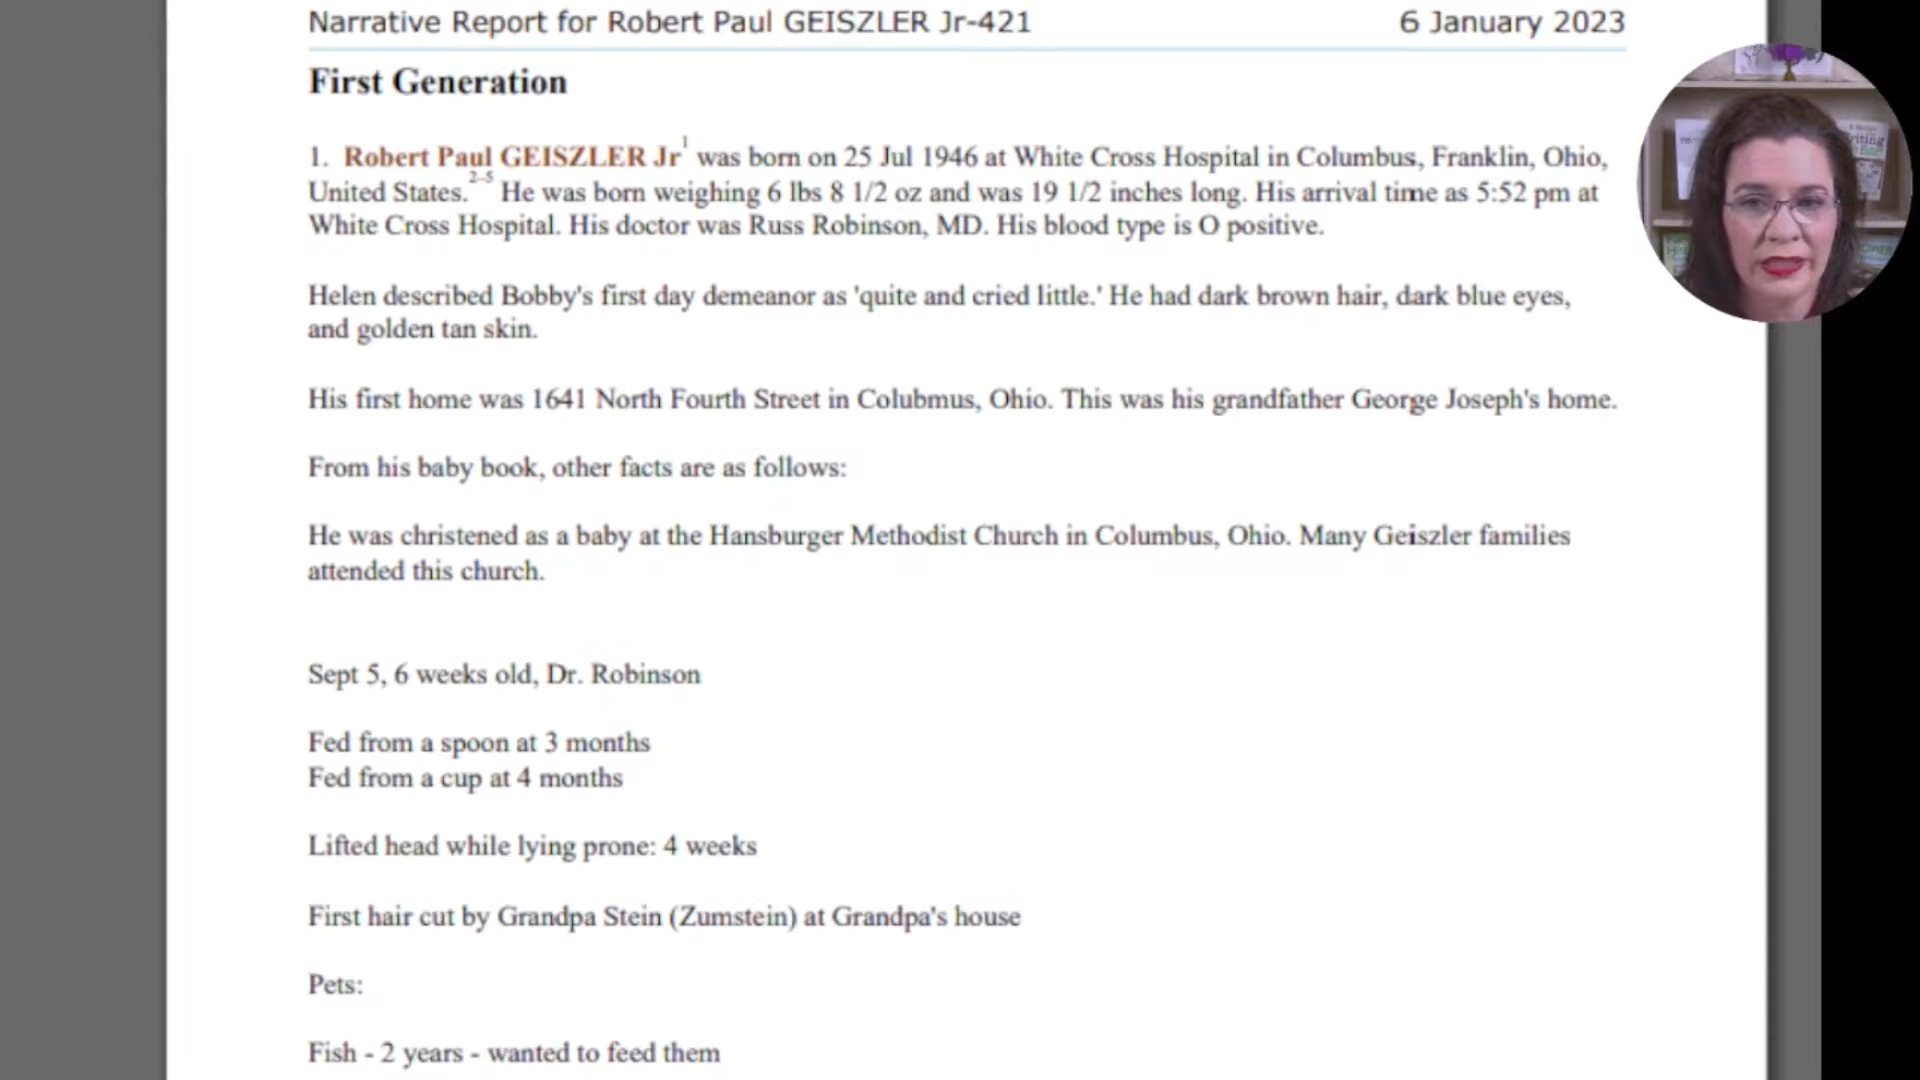 Narrative Report for Robert Paul GEISZLER Jr-421 6 January 2023
First Generation
1. Robert Paul GEISZLER Jr1 was born on 25 Jul 1946 at White Cross Hospital in Columbus, Franklin, Ohio,
United States.2-5 He was born weighing 6 lbs 8 1/2 oz and was 19 1/2 inches long. His arrival time as 5:52 pm at
White Cross Hospital. His doctor was Russ Robinson, MD. His blood type is O positive.
Helen described Bobby's first day demeanor as 'quite and cried little.' He had dark brown hair, dark blue eyes,
and golden tan skin.
His first home was 1641 North Fourth Street in Colubmus, Ohio. This was his grandfather George Joseph's home.
From his baby book, other facts are as follows:
He was christened as a baby at the Hansburger Methodist Church in Columbus, Ohio. Many Geiszler families
attended this church.
Sept 5, 6 weeks old, Dr. Robinson
Fed from a spoon at 3 months
Fed from a cup at 4 months
Lifted head while lying prone: 4 weeks
First hair cut by Grandpa Stein (Zumstein) at Grandpa's house
Pets:
Fish - 2 years - wanted to feed them